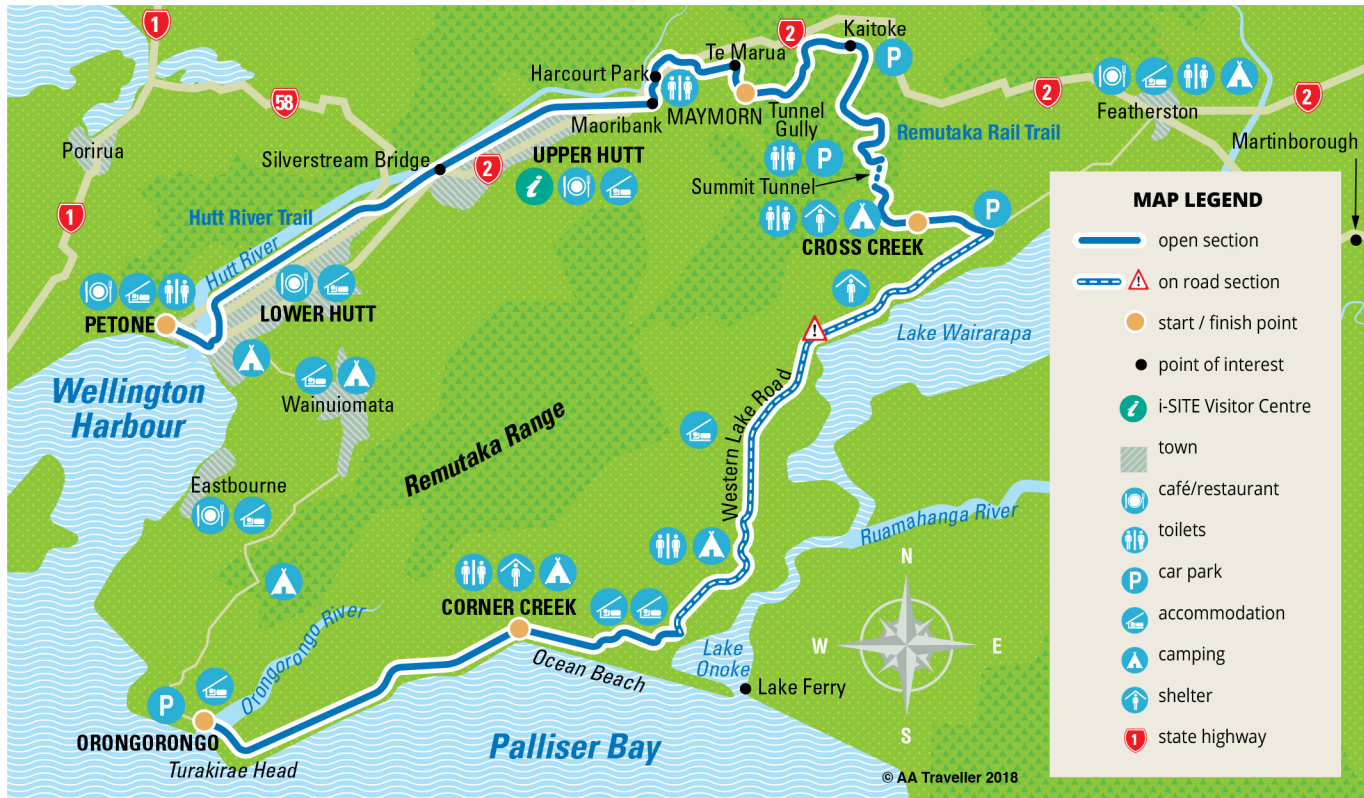 1
2
Kaitoke
Te Marua
Harcourt Park
P
58
MAYMORN
2
Featherston
2
Maoribank
Tunnel
Gully
Remutaka Rail Trail
Porirua
Silverstream Bridge
2
UPPER HUTT
i
P
Summit Tunnel
Martinborough
1
Hutt River Trail
Hutt River
CROSS CREEK
P
PETONE
LOWER HUTT
Lake Wairarapa
!
Wellington
Harbour
Wainuiomata
Remutaka Range
Western Lake Road
Eastbourne
Ruamahanga River
CORNER CREEK
Orongorongo River
Ocean Beach
Lake
Onoke
Lake Ferry
P
ORONGORONGO
Turakirae Head
Palliser Bay
N
W
E
S
© AA Traveller 2018
MAP LEGEND
open section
! on road section
start / finish point
point of interest
i i-SITE Visitor Centre
town
café/restaurant
toilets
P car park
accommodation
camping
shelter
1 state highway